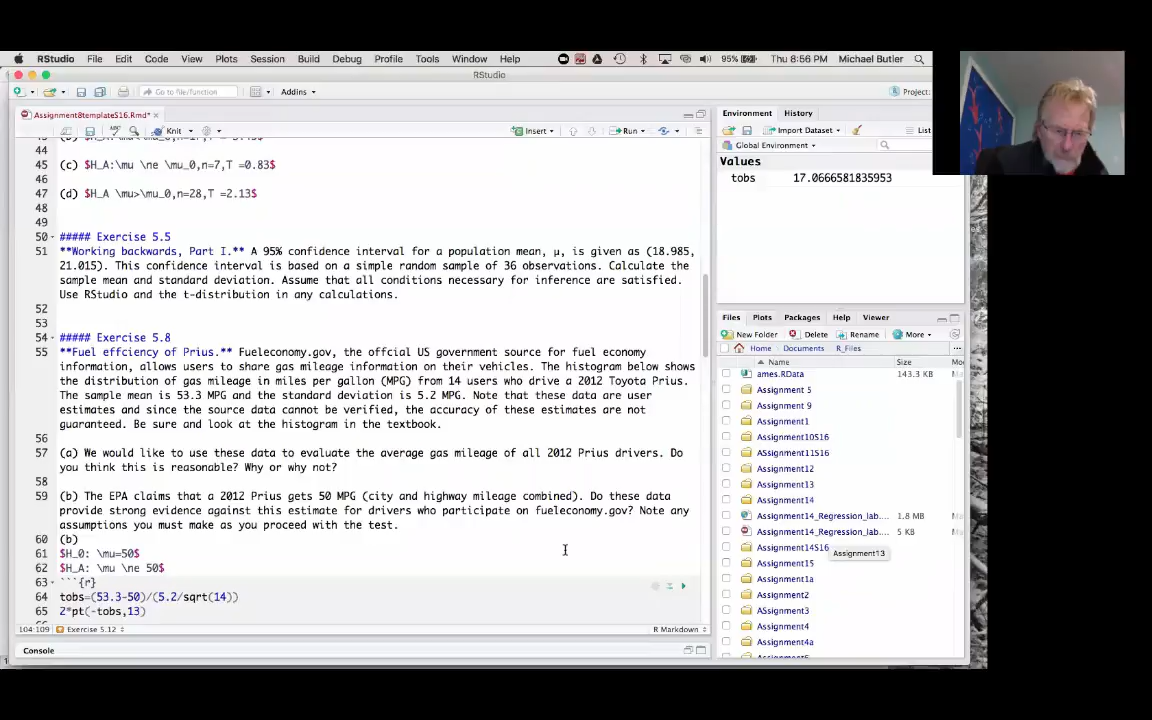 RStudio File Edit Code View Plots Session Build Debug Profile Tools Window Help 95% Thu 8:56 PM Michael Butler
RStudio
Go to file/function Addins Project:
Assignment8templateS16.Rmd*
Knit Insert Run
44
45 (c) $H_A:\mu \ne \mu_0,n=7,T =0.83$
46
47 (d) $H_A \mu>\mu_0,n=28,T =2.13$
48
49
50 ##### Exercise 5.5
51 **Working backwards, Part I.** A 95% confidence interval for a population mean, μ, is given as (18.985,
21.015). This confidence interval is based on a simple random sample of 36 observations. Calculate the
sample mean and standard deviation. Assume that all conditions necessary for inference are satisfied.
Use RStudio and the t-distribution in any calculations.
52
53
54 ##### Exercise 5.8
55 **Fuel effciency of Prius.** Fueleconomy.gov, the offcial US government source for fuel economy
information, allows users to share gas mileage information on their vehicles. The histogram below shows
the distribution of gas mileage in miles per gallon (MPG) from 14 users who drive a 2012 Toyota Prius.
The sample mean is 53.3 MPG and the standard deviation is 5.2 MPG. Note that these data are user
estimates and since the source data cannot be verified, the accuracy of these estimates are not
guaranteed. Be sure and look at the histogram in the textbook.
56
57 (a) We would like to use these data to evaluate the average gas mileage of all 2012 Prius drivers. Do
you think this is reasonable? Why or why not?
58
59 (b) The EPA claims that a 2012 Prius gets 50 MPG (city and highway mileage combined). Do these data
provide strong evidence against this estimate for drivers who participate on fueleconomy.gov? Note any
assumptions you must make as you proceed with the test.
60 (b)
61 $H_0: \mu=50$
62 $H_A: \mu \ne 50$
63 ```{r}
64 tobs=(53.3-50)/(5.2/sqrt(14))
65 2*pt(-tobs,13)
104:109 Exercise 5.12 R Markdown
Console
Environment History
Import Dataset List
Global Environment
Values
tobs 17.0666581835953
Files Plots Packages Help Viewer
New Folder Delete Rename More
Home Documents R_Files
Name Size Mo
ames.RData 143.3 KB
Assignment 5
Assignment 9
Assignment1
Assignment10S16
ASsignment11S16
Assignment12
Assignment13
Assignment14
Assignment14_Regression_lab.... 1.8 MB
Assignment14_Regression_lab.... 5 KB
Assignment14S16
Assignment13
Assignment15
Assignment1a
Assignment2
ASsignment3
Assignment4
Assignment4a